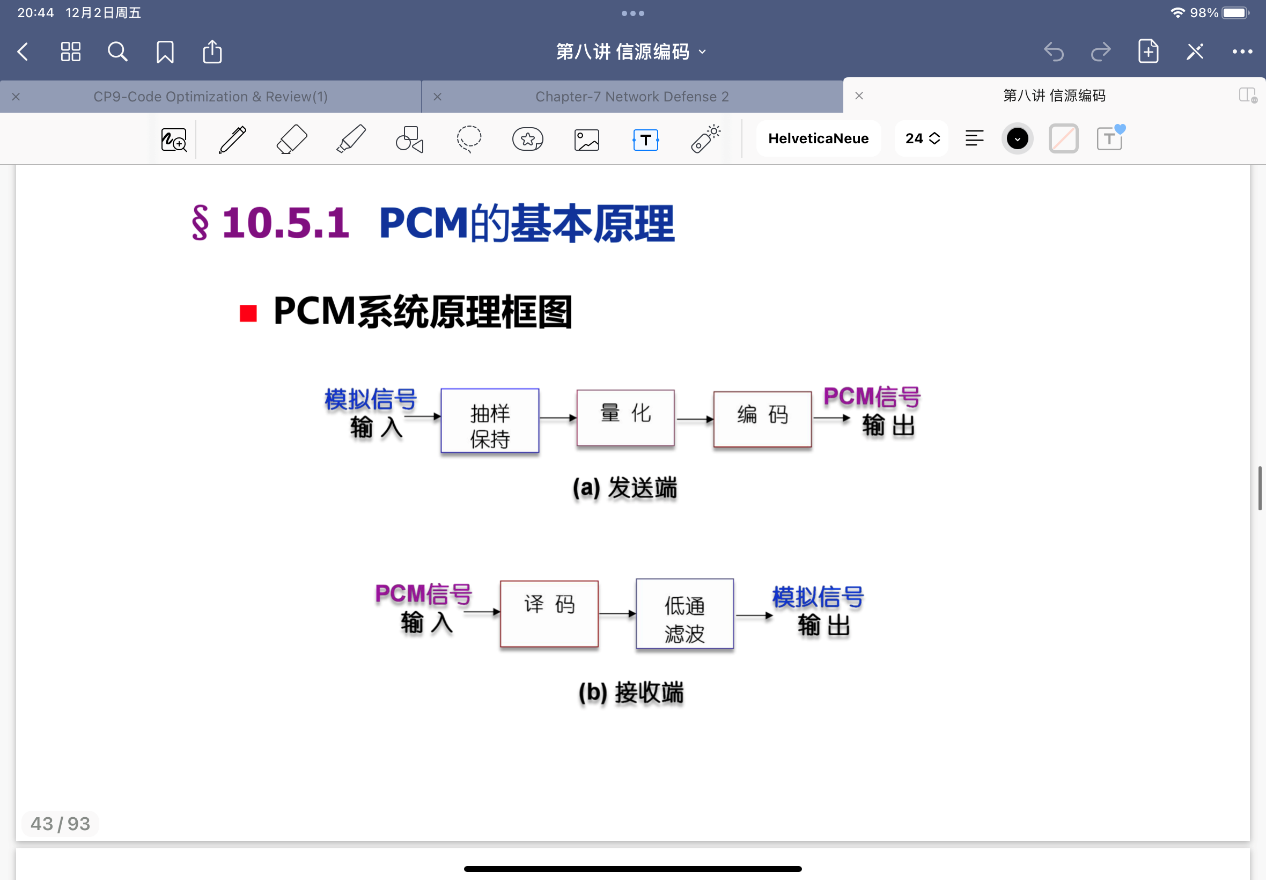 20:44 12月2日周五
98%
第八讲 信源编码
CP9-Code Optimization & Review(1)
Chapter-7 Network Defense 2
第八讲 信源编码
HelveticaNeue
24
T
T
§ 10.5.1 PCM的基本原理
PCM系统原理框图
模拟信号
输 入
抽样
保持
量 化
编 码
PCM信号
输 出
(a) 发送端
PCM信号
输 入
译 码
低通
滤波
模拟信号
输 出
(b) 接收端
43 / 93